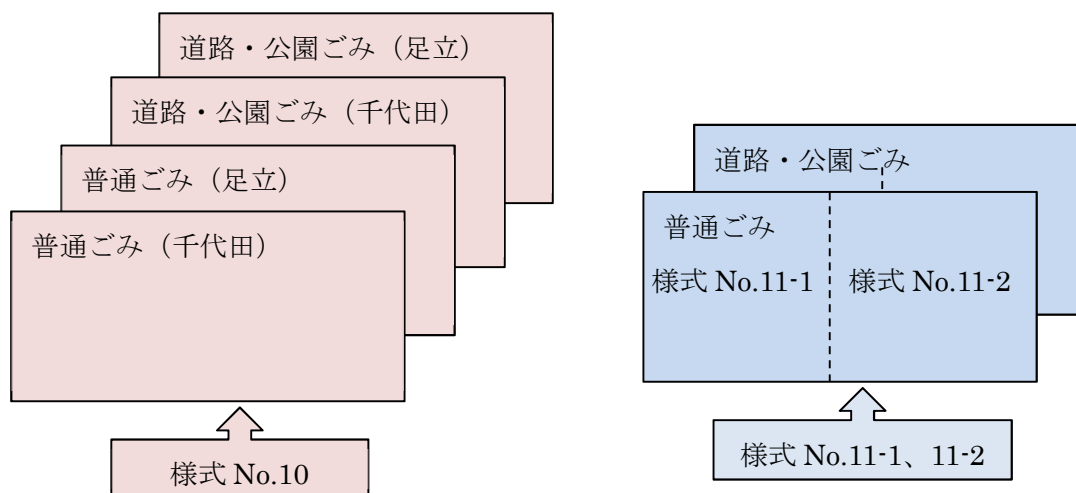 道路・公園ごみ（足立）
道路・公園ごみ（千代田）
普通ごみ（足立）
普通ごみ（千代田）
様式 No.10
道路・公園ごみ
普通ごみ
様式 No.11-1
様式 No.11-2
様式 No.11-1、11-2